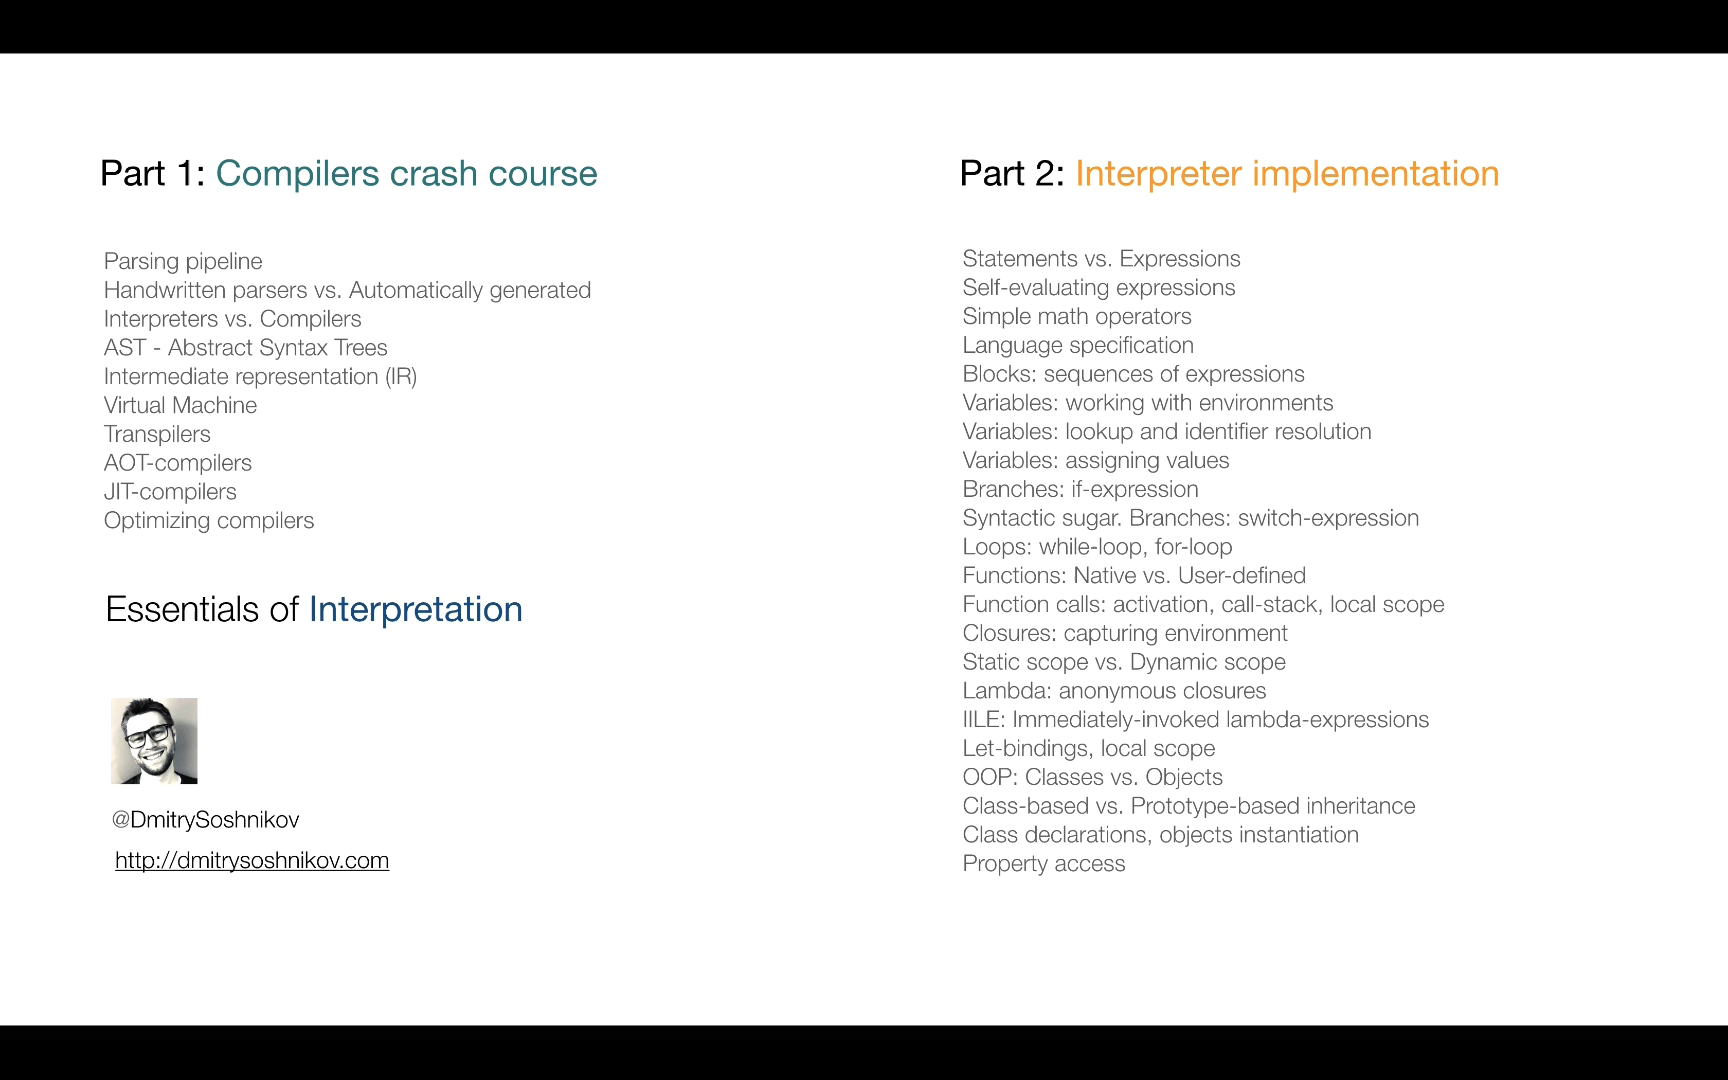 Part 1: Compilers crash course
Parsing pipeline
Handwritten parsers vs. Automatically generated
Interpreters vs. Compilers
AST - Abstract Syntax Trees
Intermediate representation (IR)
Virtual Machine
Transpilers
AOT-compilers
JIT-compilers
Optimizing compilers
Essentials of Interpretation
@DmitrySoshnikov
http://dmitrysoshnikov.com
Part 2: Interpreter implementation
Statements vs. Expressions
Self-evaluating expressions
Simple math operators
Language specification
Blocks: sequences of expressions
Variables: working with environments
Variables: lookup and identifier resolution
Variables: assigning values
Branches: if-expression
Syntactic sugar. Branches: switch-expression
Loops: while-loop, for-loop
Functions: Native vs. User-defined
Function calls: activation, call-stack, local scope
Closures: capturing environment
Static scope vs. Dynamic scope
Lambda: anonymous closures
IILE: Immediately-invoked lambda-expressions
Let-bindings, local scope
OOP: Classes vs. Objects
Class-based vs. Prototype-based inheritance
Class declarations, objects instantiation
Property access